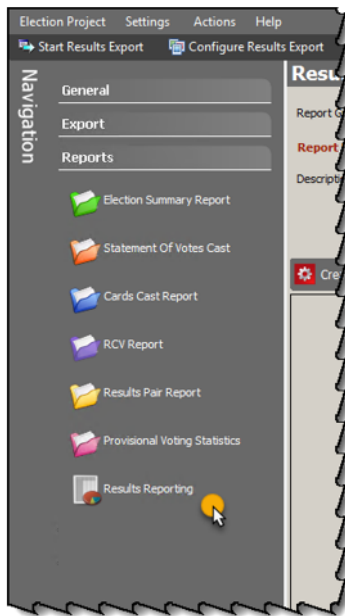 Election Project Settings Actions Help
Start Results Export Configure Results Export
Navigation
General
Export
Reports
Election Summary Report
Statement Of Votes Cast
Cards Cast Report
RCV Report
Results Pair Report
Provisional Voting Statistics
Results Reporting
Report